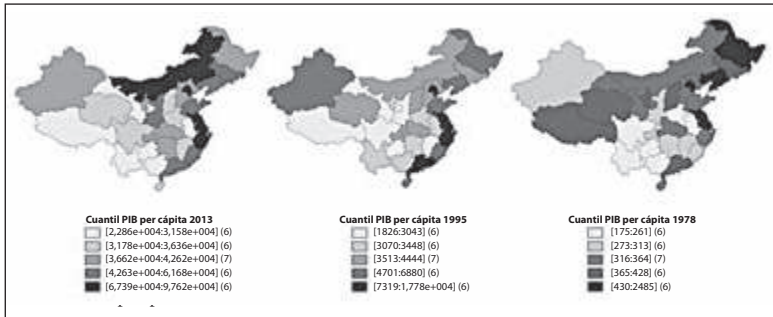 Cuantil PIB per cápita 2013
[2,286e+004:3,158e+004] (6)
[3,178e+004:3,636e+004] (6)
[3,662e+004:4,262e+004] (7)
[4,263e+004:6,168e+004] (6)
[6,739e+004:9,762e+004] (6)
Cuantil PIB per cápita 1995
[1826:3043] (6)
[3070:3448] (6)
[3513:4444] (7)
[4701:6880] (6)
[7319:1,778e+004] (6)
Cuantil PIB per cápita 1978
[175:261] (6)
[273:313] (6)
[316:364] (7)
[365:428] (6)
[430:2485] (6)